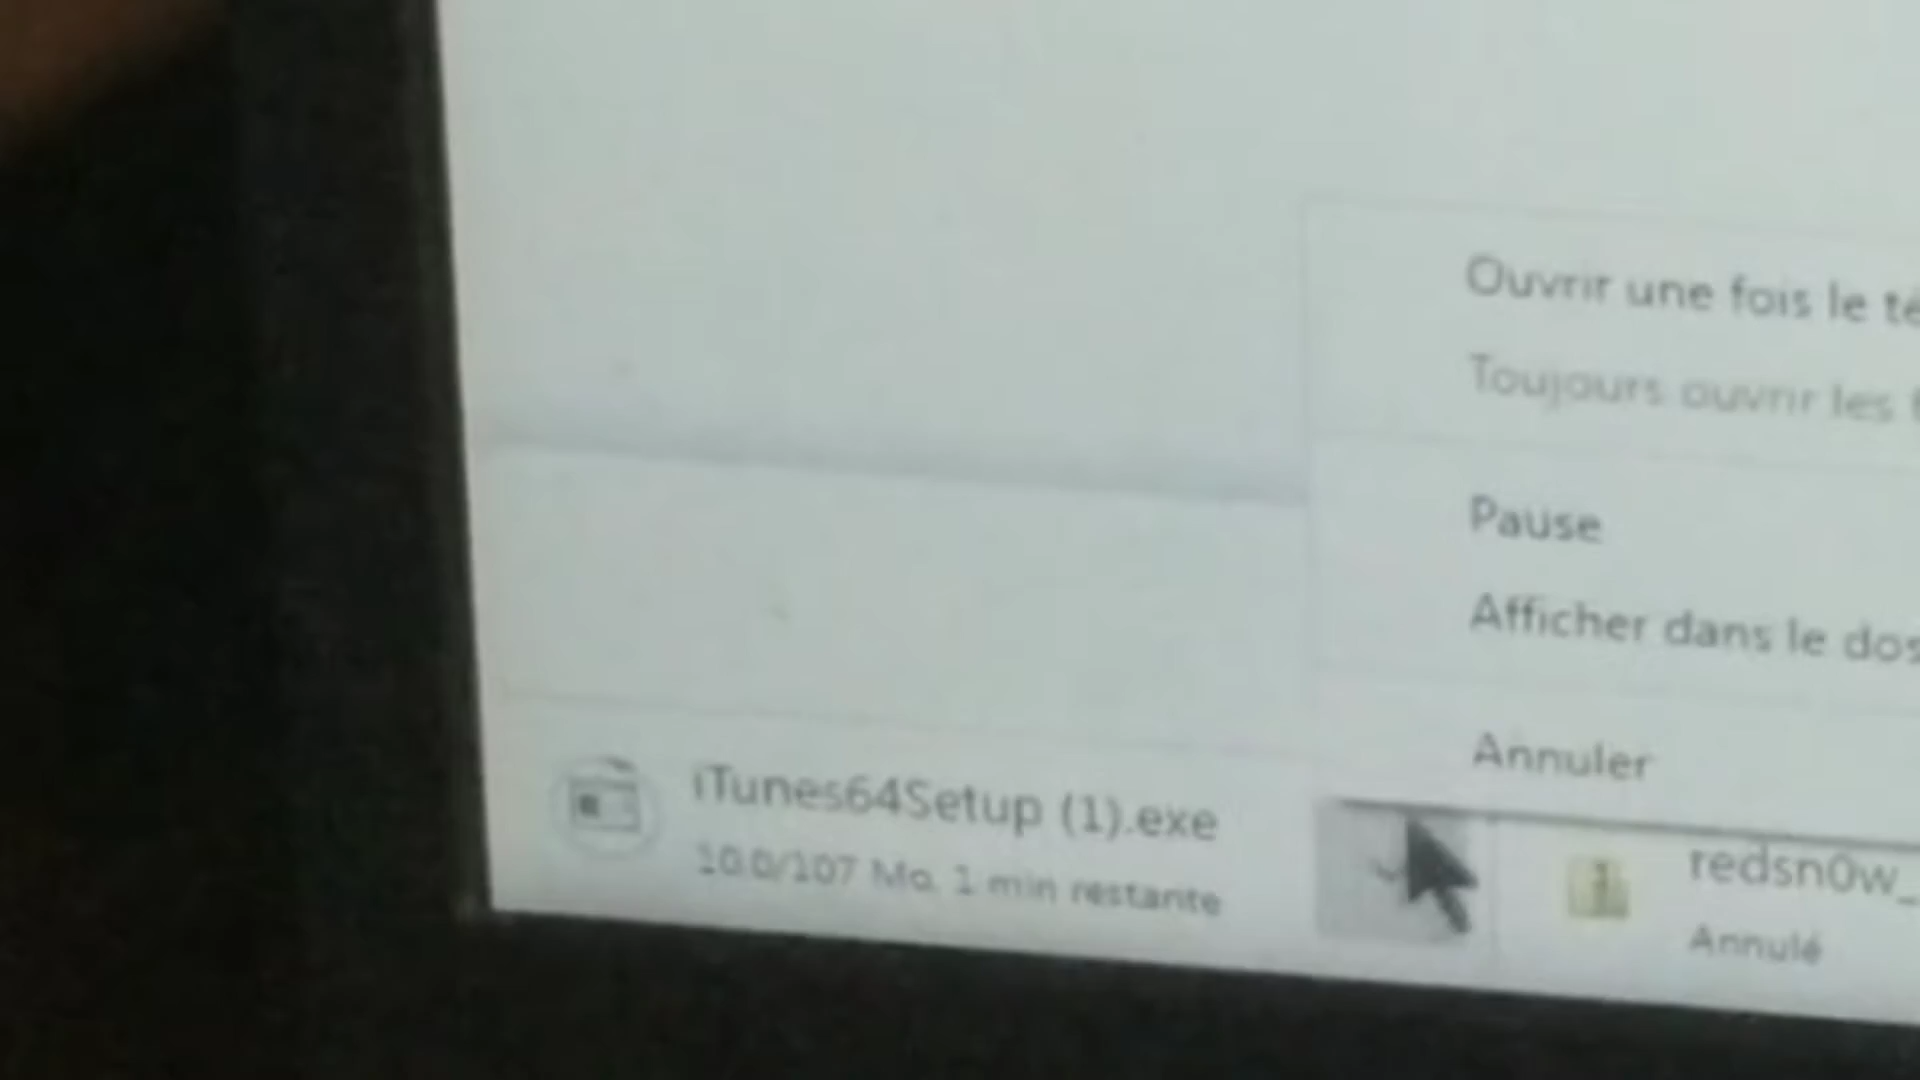 Ouvrir une fois le té
Toujours ouvrir les f
Pause
Afficher dans le dos
Annuler
iTunes64Setup (1).exe
10.0/107 Mo, 1 min restante
redsn0w_
Annulé